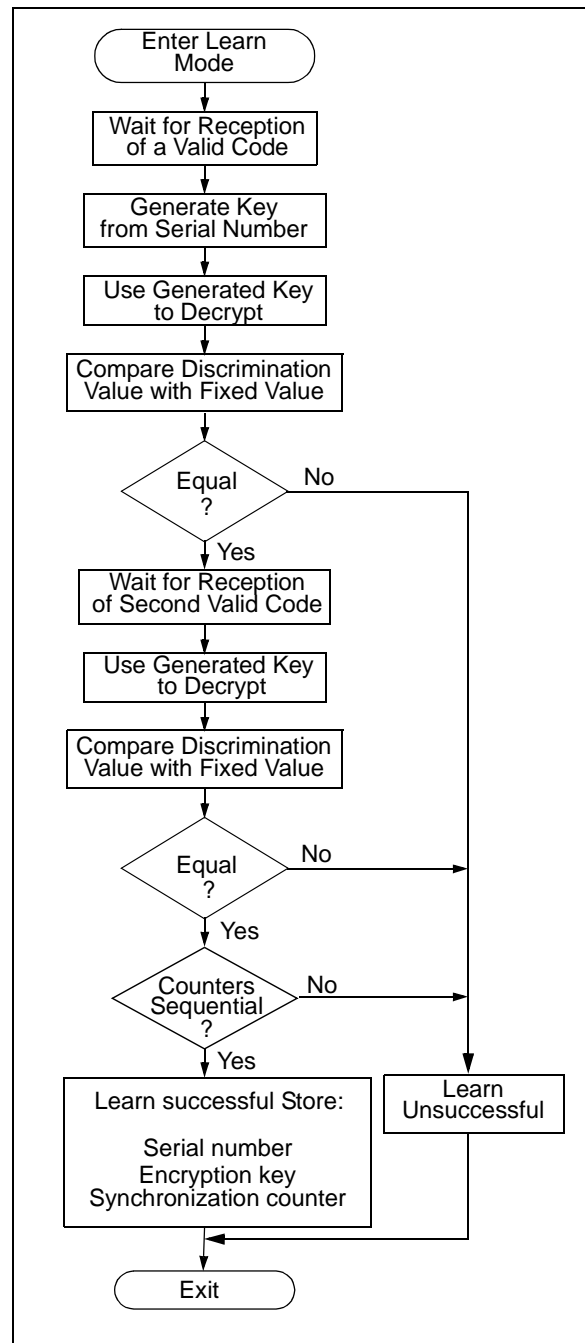 Enter Learn
Mode
Wait for Reception
of a Valid Code
Generate Key
from Serial Number
Use Generated Key
to Decrypt
Compare Discrimination
Value with Fixed Value
Equal
?
No
Yes
Wait for Reception
of Second Valid Code
Use Generated Key
to Decrypt
Compare Discrimination
Value with Fixed Value
Equal
?
No
Yes
Counters
Sequential
?
No
Yes
Learn successful Store:
Serial number
Encryption key
Synchronization counter
Learn
Unsuccessful
Exit